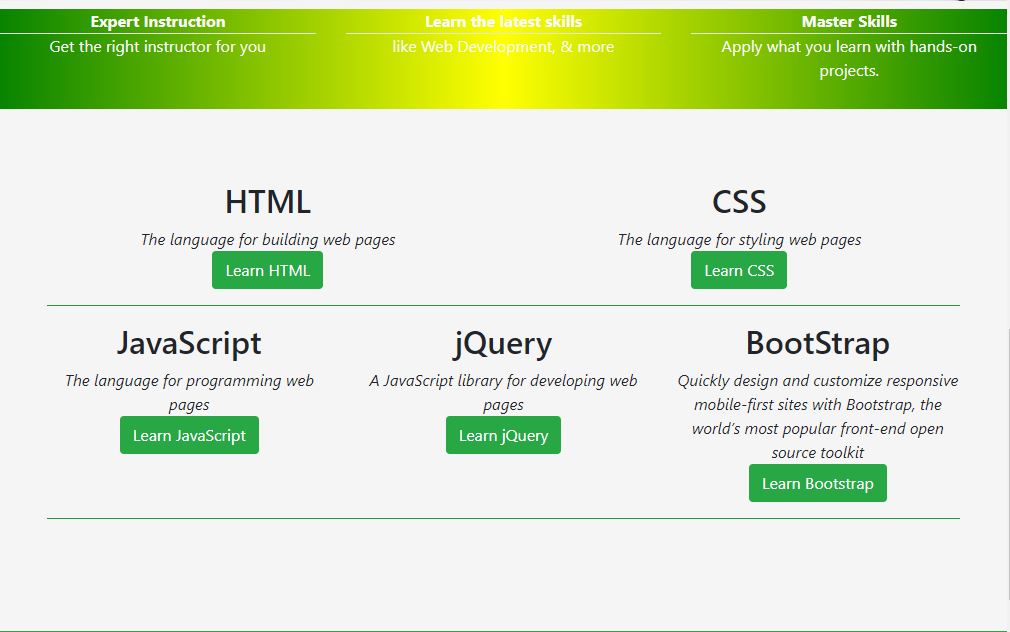 Expert Instruction
Get the right instructor for you
Learn the latest skills
like Web Development, & more
Master Skills
Apply what you learn with hands-on
projects.
HTML
The language for building web pages
Learn HTML
CSS
The language for styling web pages
Learn CSS
JavaScript
The language for programming web
pages
Learn JavaScript
jQuery
A JavaScript library for developing web
pages
Learn jQuery
BootStrap
Quickly design and customize responsive
mobile-first sites with Bootstrap, the
world's most popular front-end open
source toolkit
Learn Bootstrap